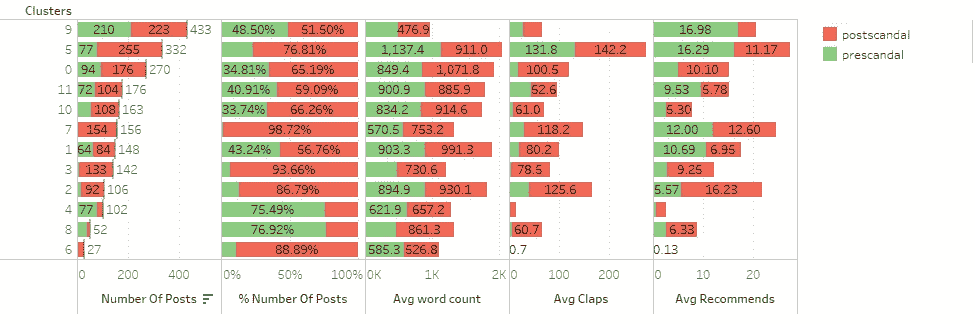 Clusters
9 210 223 433 48.50% 51.50% 476.9 16.98
5 77 255 332 76.81% 1,137.4 911.0 131.8 142.2 16.29 11.17
0 94 176 270 34.81% 65.19% 849.4 1,071.8 100.5 10.10
11 72 104 176 40.91% 59.09% 900.9 885.9 52.6 9.53 5.78
10 108 163 33.74% 66.26% 834.2 914.6 61.0 5.30
7 154 156 98.72% 570.5 753.2 118.2 12.00 12.60
1 64 84 148 43.24% 56.76% 903.3 991.3 80.2 10.69 6.95
3 133 142 93.66% 730.6 78.5 9.25
2 92 106 86.79% 894.9 930.1 125.6 5.57 16.23
4 77 102 75.49% 621.9 657.2
8 52 76.92% 861.3 60.7 6.33
6 27 88.89% 585.3 526.8 0.7 0.13
0 200 400 0% 50% 100% 0K 1K 2K 0 100 200 0 10 20
Number Of Posts % Number Of Posts Avg word count Avg Claps Avg Recommends
postscandal
prescandal